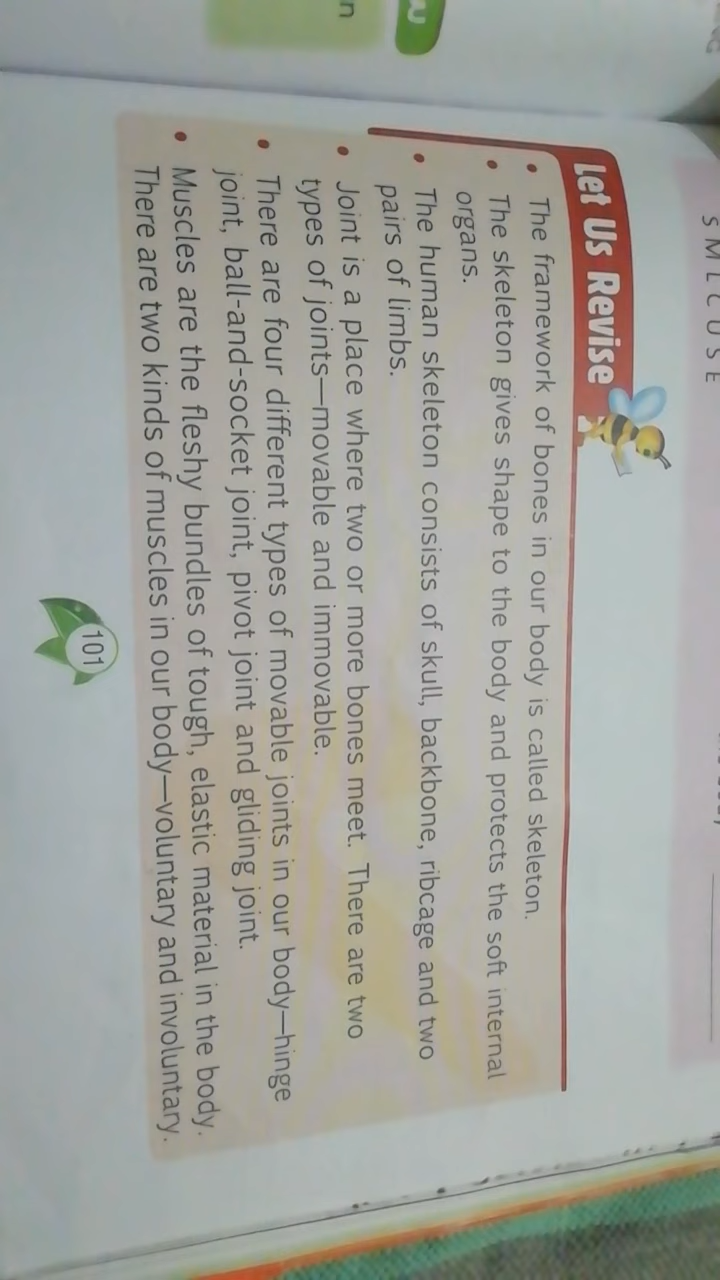 S M L C U S E
Let Us Revise
• The framework of bones in our body is called skeleton.
• The skeleton gives shape to the body and protects the soft internal
organs.
• The human skeleton consists of skull, backbone, ribcage and two
pairs of limbs.
• Joint is a place where two or more bones meet. There are two
types of joints—movable and immovable.
• There are four different types of movable joints in our body—hinge
joint, ball-and-socket joint, pivot joint and gliding joint.
• Muscles are the fleshy bundles of tough, elastic material in the body.
There are two kinds of muscles in our body—voluntary and involuntary.
101